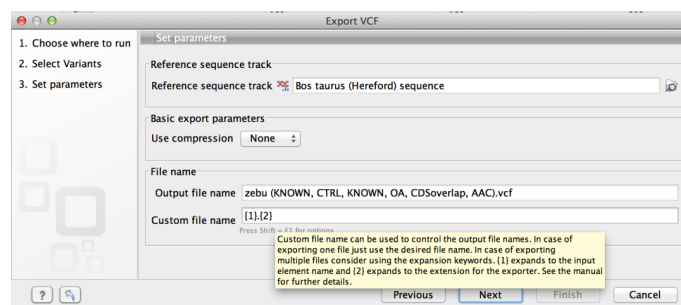 Export VCF
1. Choose where to run
2. Select Variants
3. Set parameters
Set parameters
Reference sequence track
Reference sequence track
Bos taurus (Hereford) sequence
Basic export parameters
Use compression
None
File name
Output file name
zebu (KNOWN, CTRL, KNOWN, OA, CDSoverlap, AAC).vcf
Custom file name
{1}.{2}
Press Shift + F1 for options
Custom file name can be used to control the output file names. In case of
exporting one file just use the desired file name. In case of exporting
multiple files consider using the expansion keywords. {1} expands to the input
element name and {2} expands to the extension for the exporter. See the manual
for further details.
?
Previous
Next
Finish
Cancel